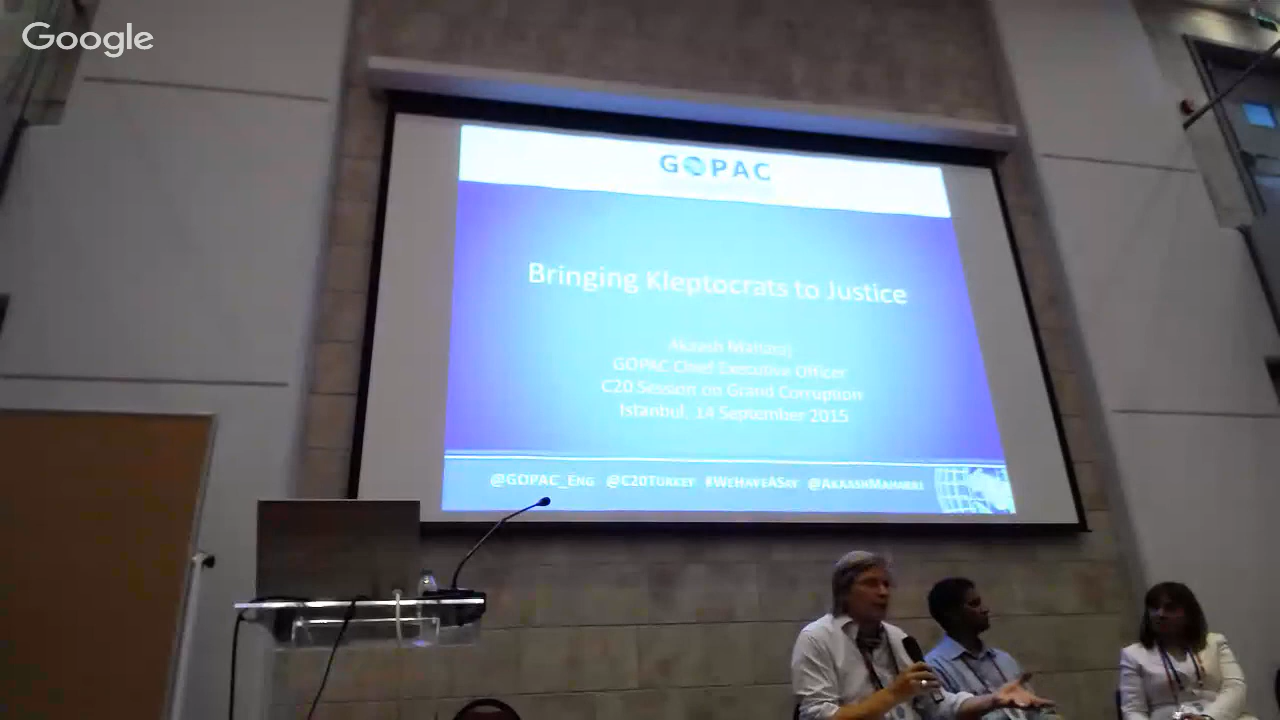 Google
GOPAC
Bringing Kleptocrats to Justice
Akaash Maharaj
GOPAC Chief Executive Officer
C20 Session on Grand Corruption
Istanbul, 14 September 2015
@GOPAC_Eng @C20Turkey #WeHaveASay @AkaashMaharaj